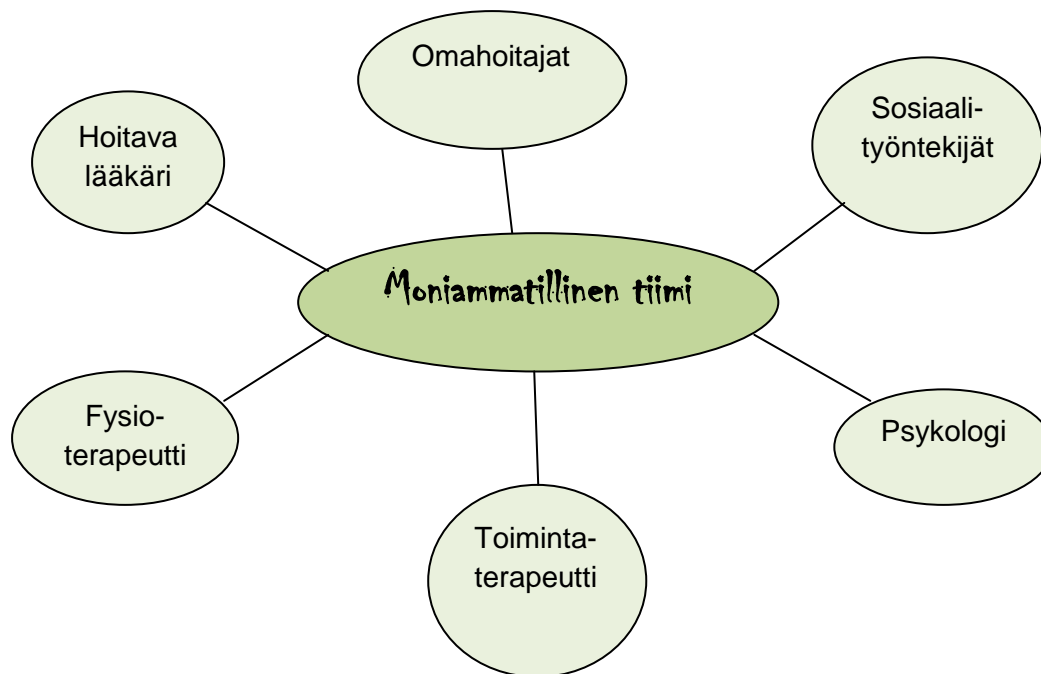 Omahoitajat
Hoitava
lääkäri
Sosiaali-
työntekijät
Moniammatillinen tiimi
Fysio-
terapeutti
Psykologi
Toiminta-
terapeutti